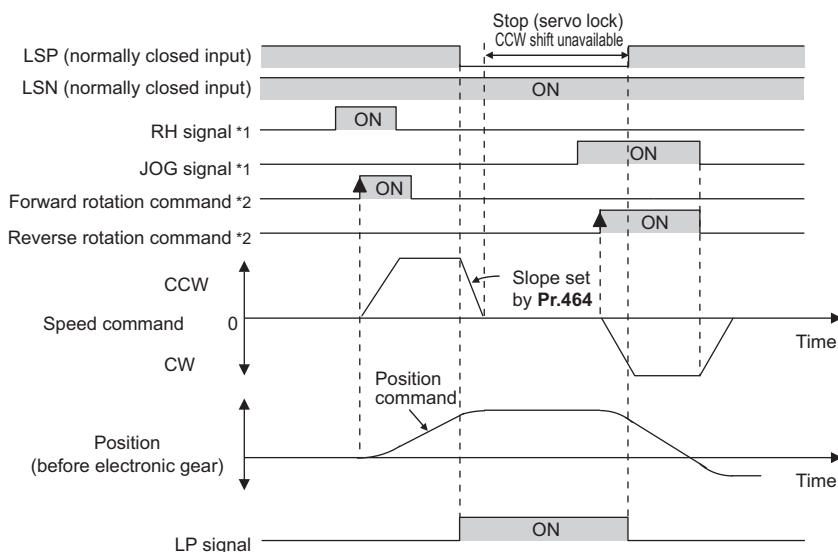 Stop (servo lock)
CCW shift unavailable
LSP (normally closed input)
LSN (normally closed input)
ON
RH signal *1
ON
JOG signal *1
ON
Forward rotation command *2
ON
Reverse rotation command *2
ON
CCW
Slope set
by Pr.464
Speed command
0
Time
CW
Position
command
Position
(before electronic gear)
Time
LP signal
ON